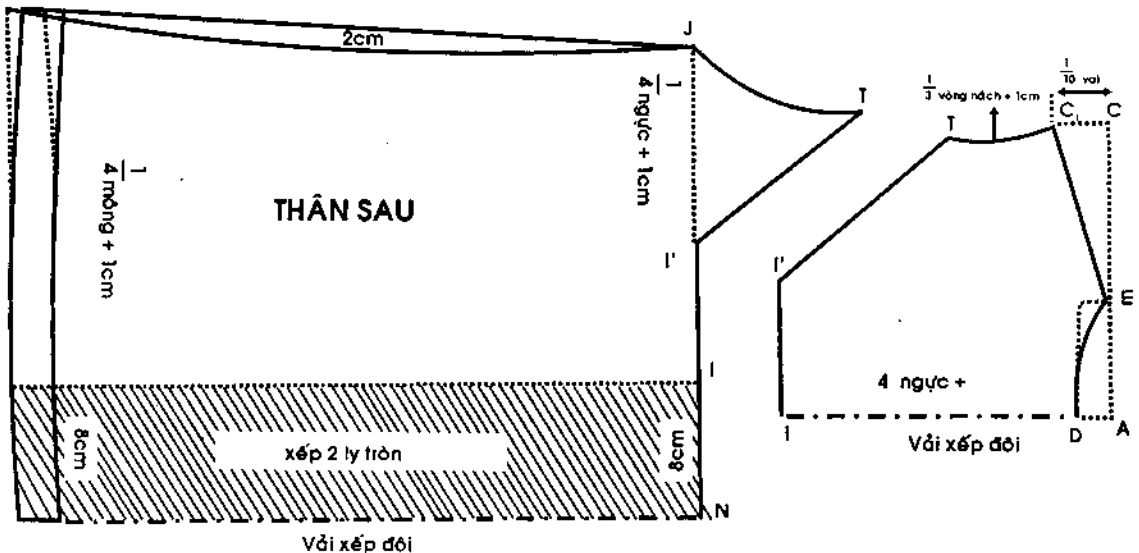 2cm
J
1/4 ngực + 1cm
T
1/4 mông + 1cm
THÂN SAU
I'
I
8cm
xếp 2 ly tròn
8cm
N
Vải xếp đôi
1/3 vòng nách + 1cm
1/10 vai
T
C₁
C
I'
E
4 ngực +
I
D
A
Vải xếp đôi